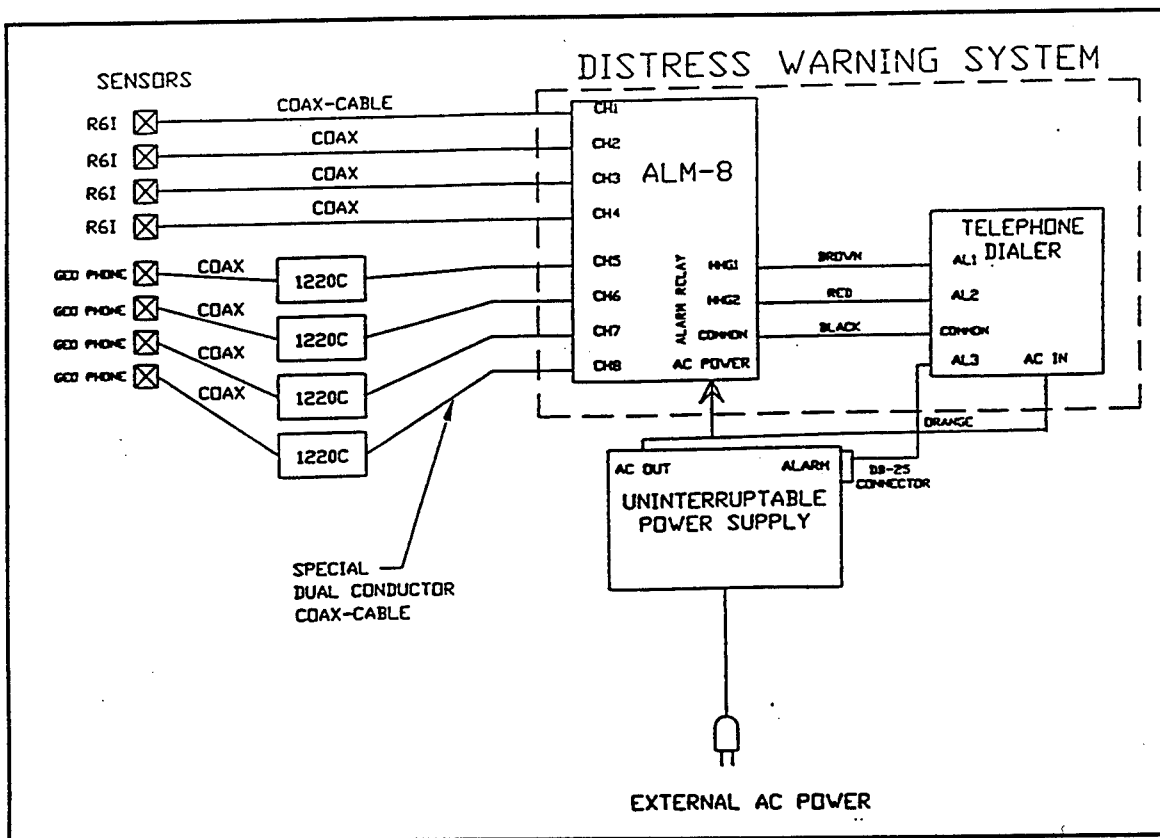 DISTRESS WARNING SYSTEM
SENSORS
R6I
R6I
R6I
R6I
GEO PHONE
GEO PHONE
GEO PHONE
GEO PHONE
COAX-CABLE
COAX
COAX
COAX
COAX
COAX
COAX
COAX
1220C
1220C
1220C
1220C
SPECIAL
DUAL CONDUCTOR
COAX-CABLE
CH1
CH2
CH3
CH4
CH5
CH6
CH7
CH8
ALM-8
ALARM RELAY
HHG1
HHG2
COMMON
AC POWER
BROWN
RED
BLACK
TELEPHONE
DIALER
AL1
AL2
COMMON
AL3
AC IN
ORANGE
AC OUT
ALARM
UNINTERRUPTABLE
POWER SUPPLY
DB-25
CONNECTOR
EXTERNAL AC POWER